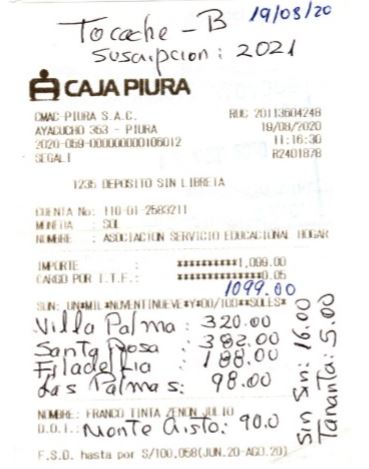 Tocache - B 19/08/20
Suscripcion: 2021
CAJA PIURA
CMAC-PIURA S.A.C. RUC 20113604248
AYACUCHO 353 - PIURA 19/08/2020
2020-059-000000000106012 11:16:30
SEGALI R2401878
1235 DEPOSITO SIN LIBRETA
CUENTA No: 110-01-2583211
MONEDA : SOL
NOMBRE : ASOCIACION SERVICIO EDUCACIONAL HOGAR
IMPORTE : **********1,099.00
CARGO POR I.T.F.: **************0.05
1099.00
SON: UN*MIL*NOVENTINUEVE*Y*00/100**SOLES*
Villa Palma : 320.00
Santa Rosa : 382.00
Filadelfia : 188.00
Las Palmas : 98.00
Sin Sin: 16.00
Tananta: 5.00
NOMBRE: FRANCO TINTA ZENON JULIO
D.O.I.: Monte Cristo: 90.0
F.S.D. hasta por S/100,058(JUN.20-AGO.20)